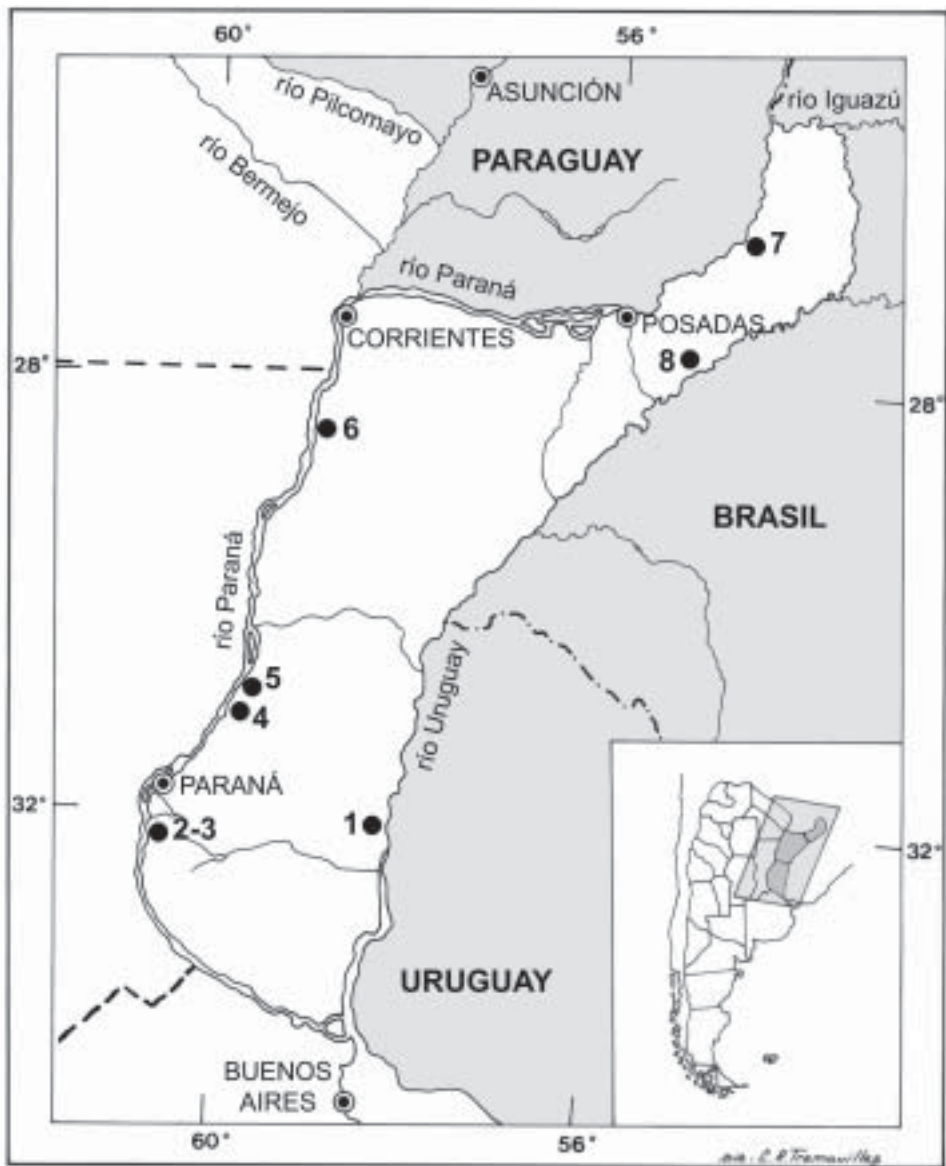 60°
56°
ASUNCIÓN
río Pilcomayo
río Iguazú
río Bermejo
PARAGUAY
7
río Paraná
CORRIENTES
POSADAS
8
28°
28°
6
BRASIL
río Paraná
río Uruguay
5
4
PARANÁ
32°
2-3
1
32°
URUGUAY
BUENOS
AIRES
60°
56°